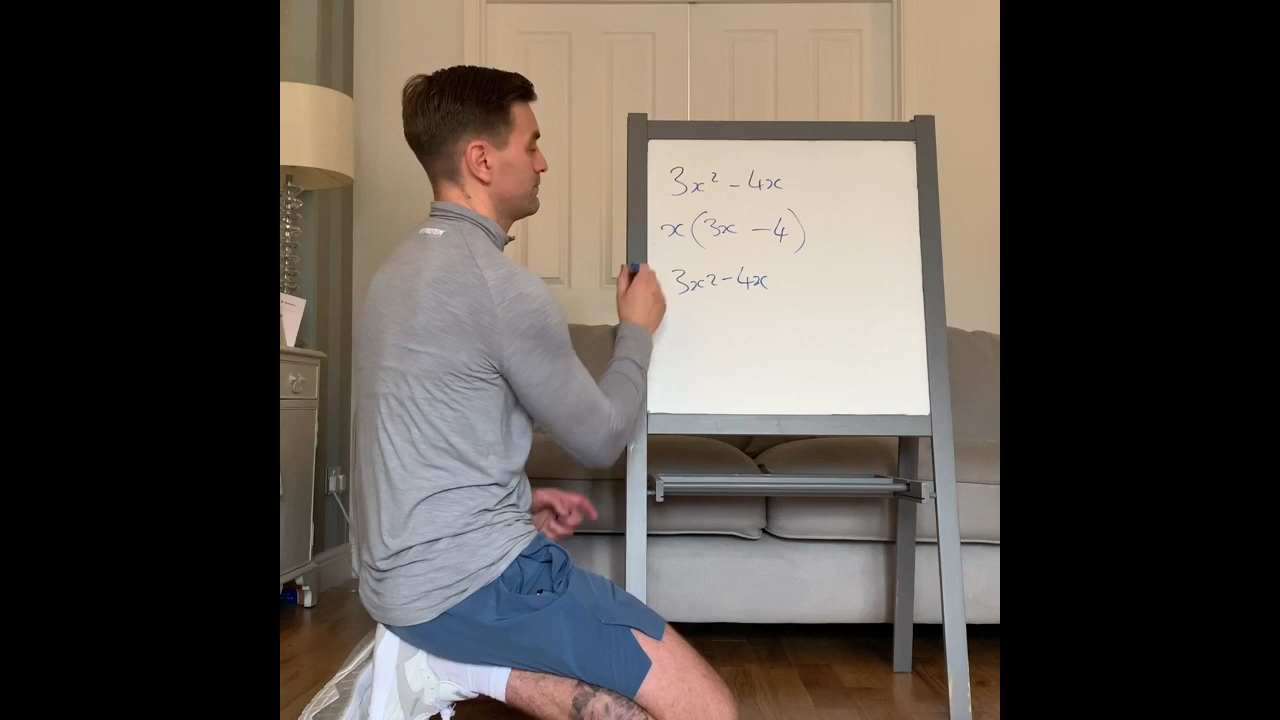 3x² - 4x
x(3x - 4)
3x² - 4x